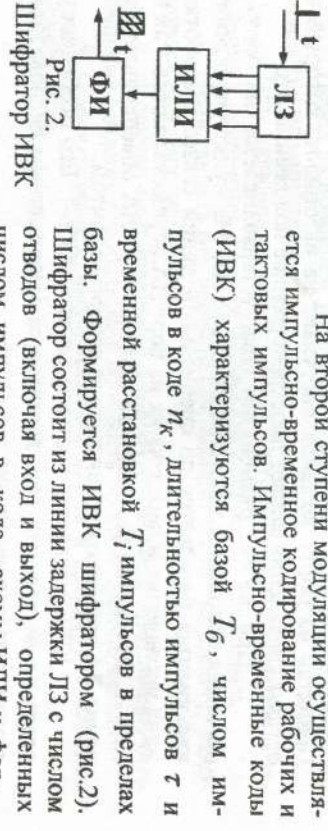 На второй ступени модуляции осуществля-
ется импульсно-временное кодирование рабочих и
тактовых импульсов. Импульсно-временные коды
(ИВК) характеризуются базой Tб, числом им-
пульсов в коде nк, длительностью импульсов τ и
временной расстановкой Ti импульсов в пределах
базы. Формируется ИВК шифратором (рис.2).
Шифратор состоит из линии задержки ЛЗ с числом
отводов (включая вход и выход), определенных
t
ЛЗ
ИЛИ
t
ФИ
Рис. 2.
Шифратор ИВК